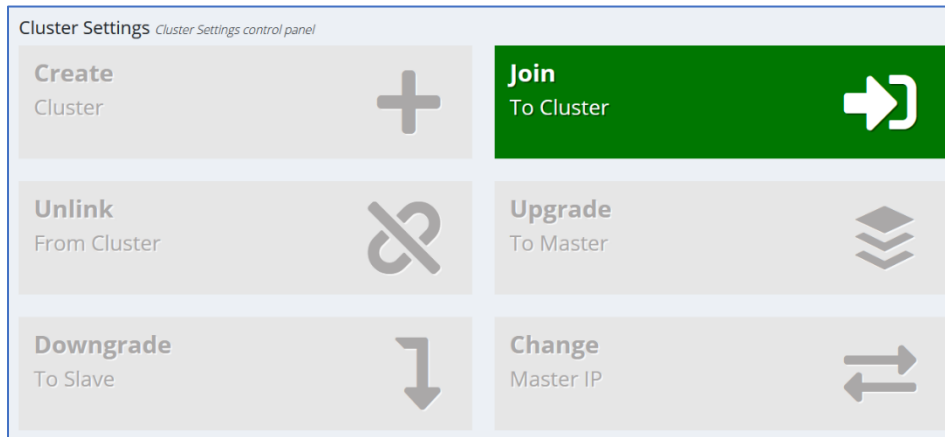 Cluster Settings Cluster Settings control panel
Create
Cluster
Join
To Cluster
Unlink
From Cluster
Upgrade
To Master
Downgrade
To Slave
Change
Master IP